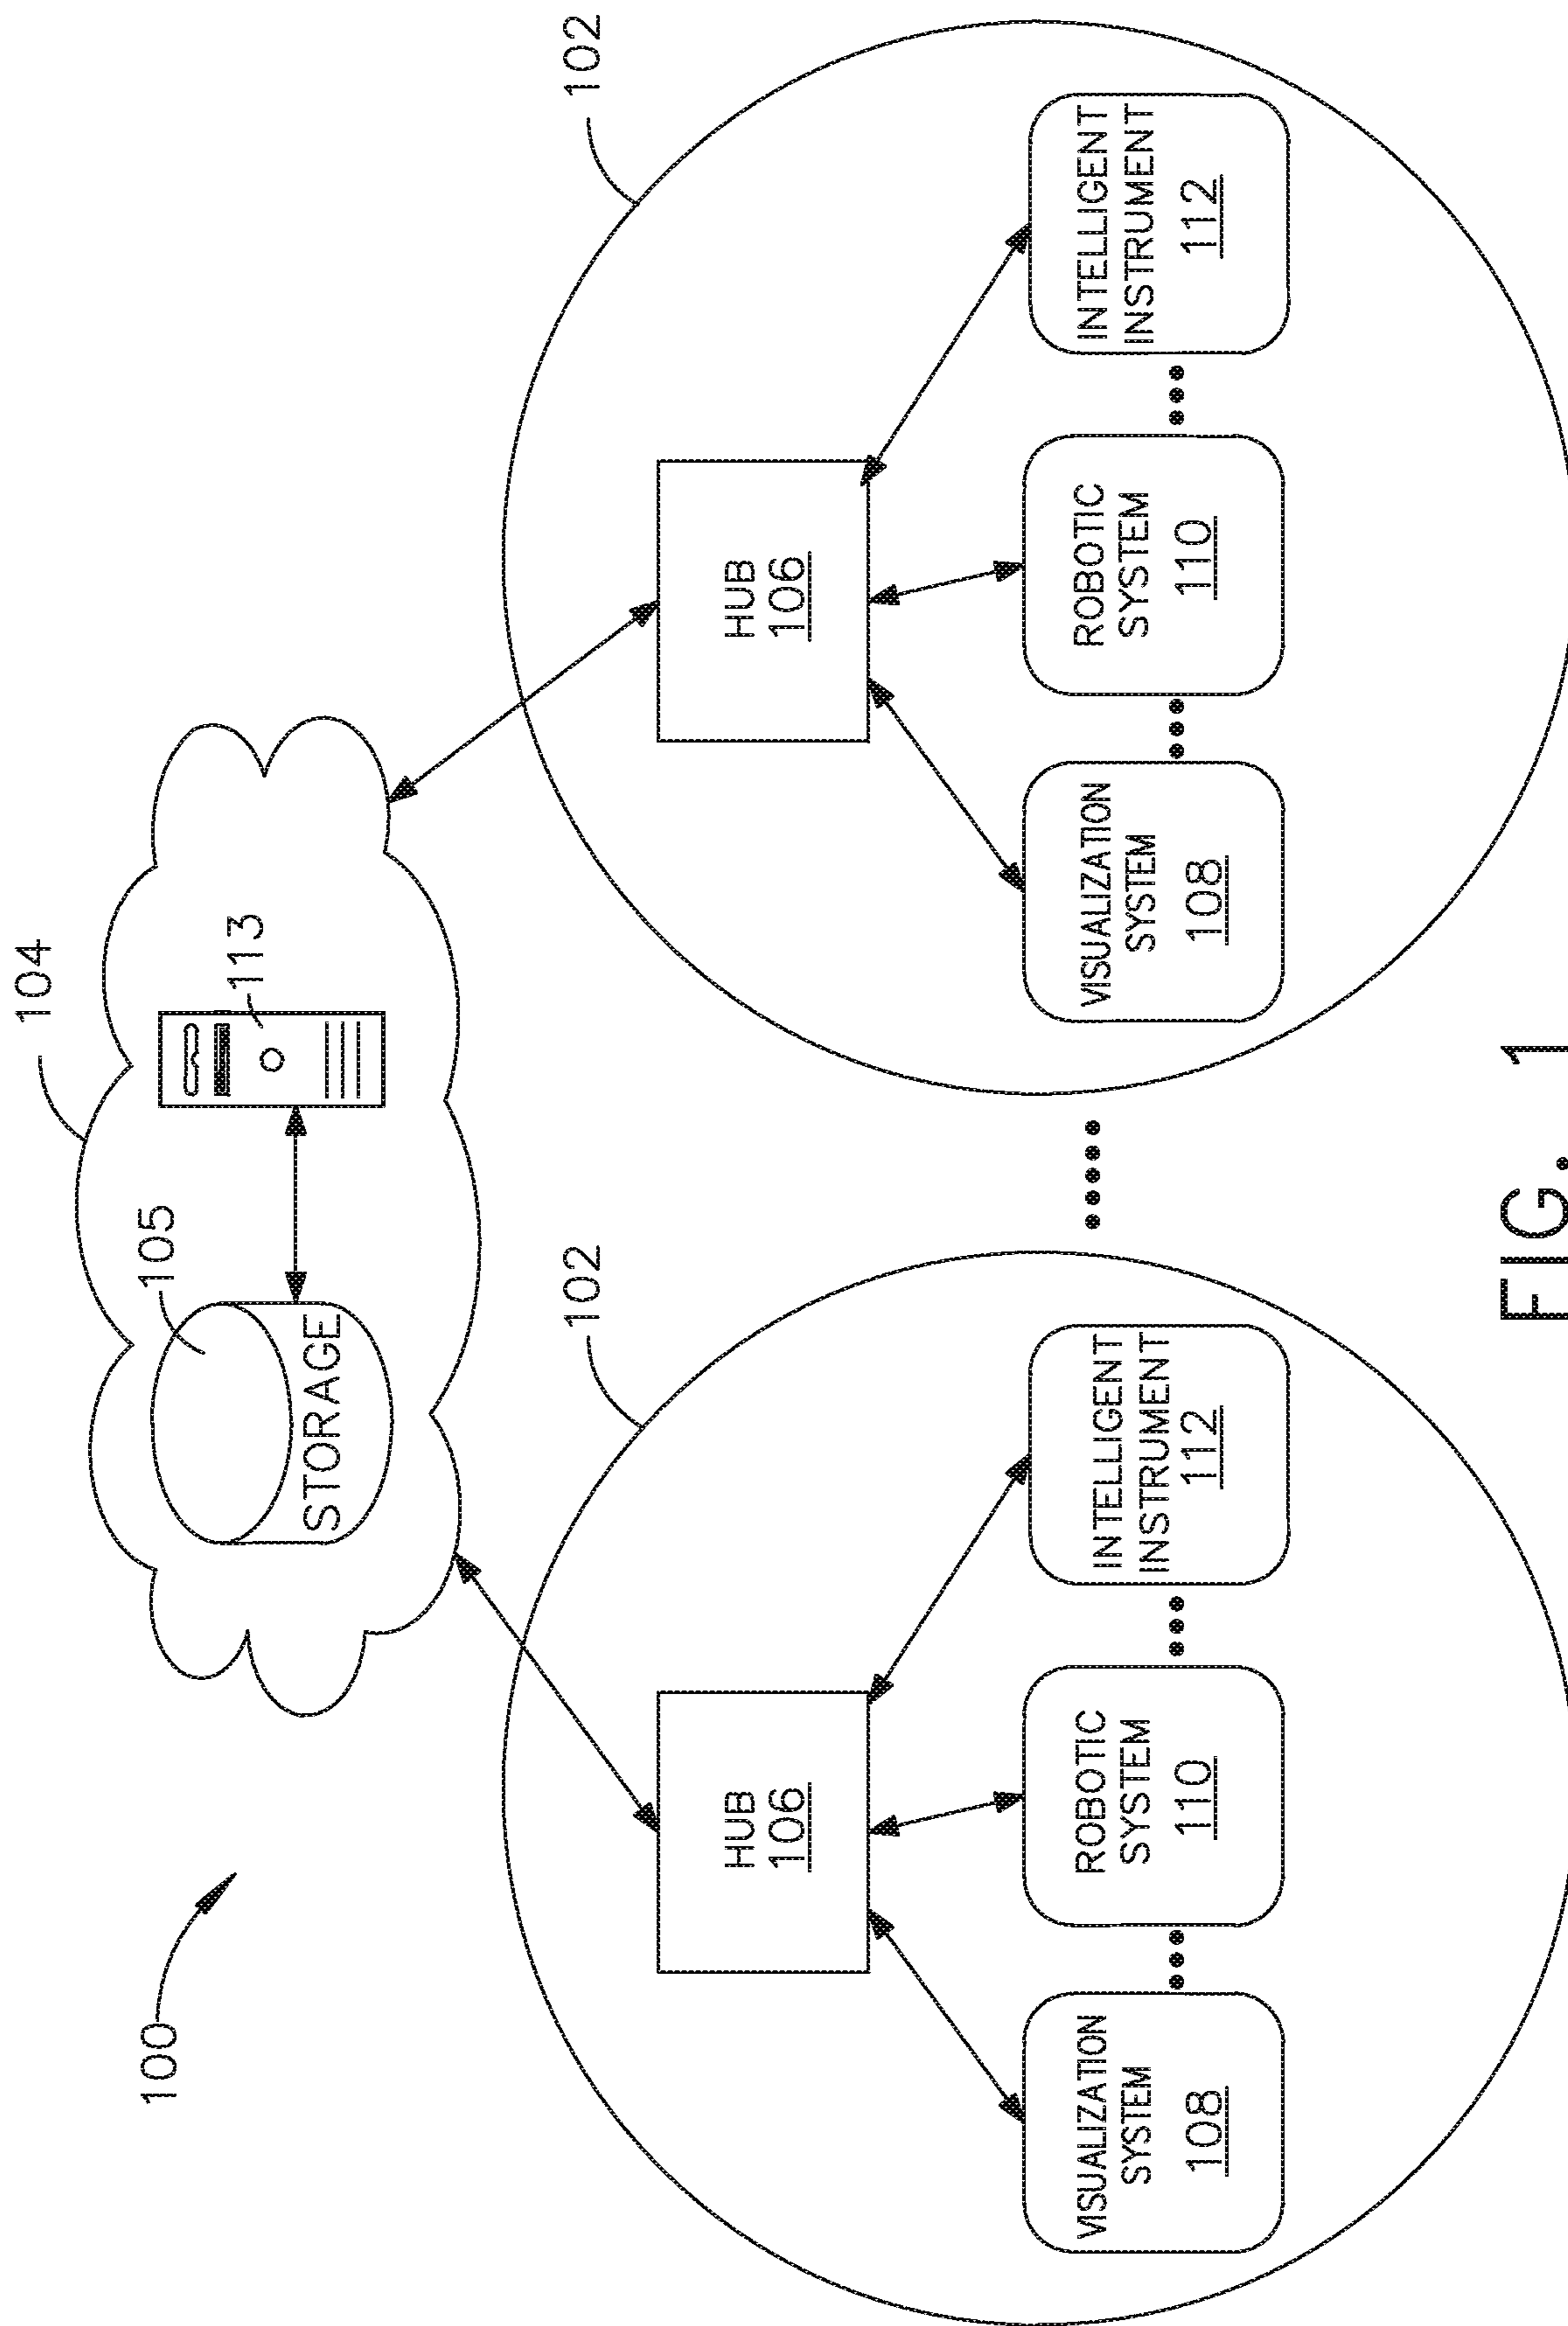 100
104
105
STORAGE
113
102
HUB
106
VISUALIZATION
SYSTEM
108
ROBOTIC
SYSTEM
110
INTELLIGENT
INSTRUMENT
112
102
HUB
106
VISUALIZATION
SYSTEM
108
ROBOTIC
SYSTEM
110
INTELLIGENT
INSTRUMENT
112
FIG. 1